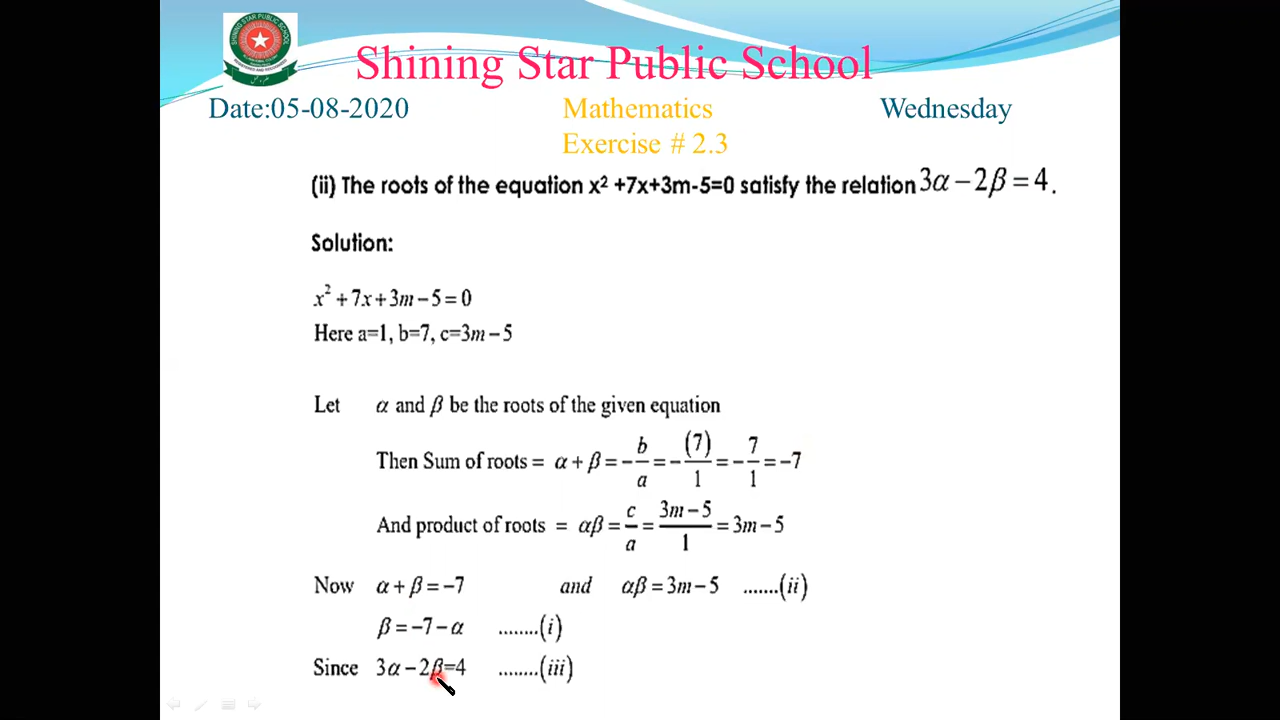 SHINING STAR PUBLIC SCHOOL
Shining Star Public School
Date:05-08-2020 Mathematics Wednesday
Exercise # 2.3
(ii) The roots of the equation x² +7x+3m-5=0 satisfy the relation 3α − 2β = 4 .
Solution:
x² + 7x + 3m − 5 = 0
Here a=1, b=7, c=3m − 5
Let α and β be the roots of the given equation
Then Sum of roots = α + β = − b/a = − (7)/1 = − 7/1 = −7
And product of roots = αβ = c/a = 3m − 5/1 = 3m − 5
Now α + β = −7 and αβ = 3m − 5 .......(ii)
β = −7 − α ........(i)
Since 3α − 2β=4 ........(iii)